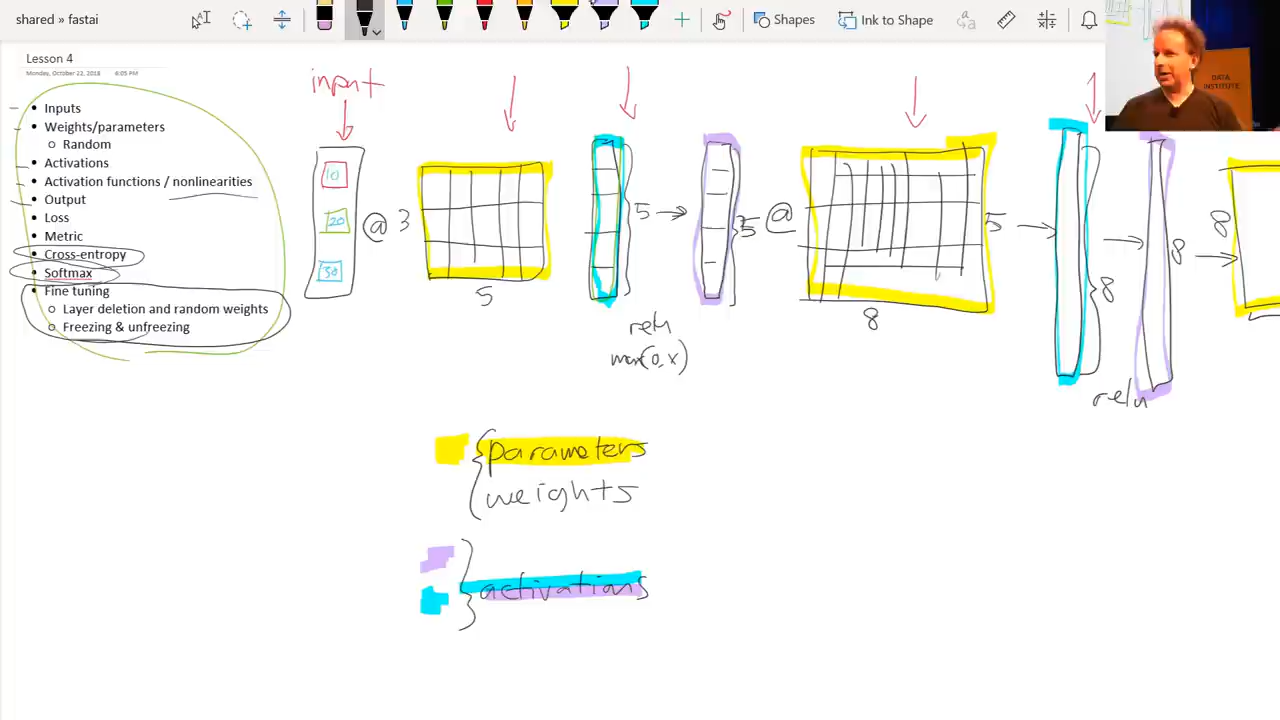 shared » fastai
Shapes
Ink to Shape
Lesson 4
Monday, October 22, 2018 6:05 PM
Inputs
Weights/parameters
Random
Activations
Activation functions / nonlinearities
Output
Loss
Metric
Cross-entropy
Softmax
Fine tuning
Layer deletion and random weights
Freezing & unfreezing
input
10
20
30
@ 3
5
5
relu
max(0,x)
5
@
5
8
8
relu
8
8
parameters
weights
activations
DATA
INSTITUTE